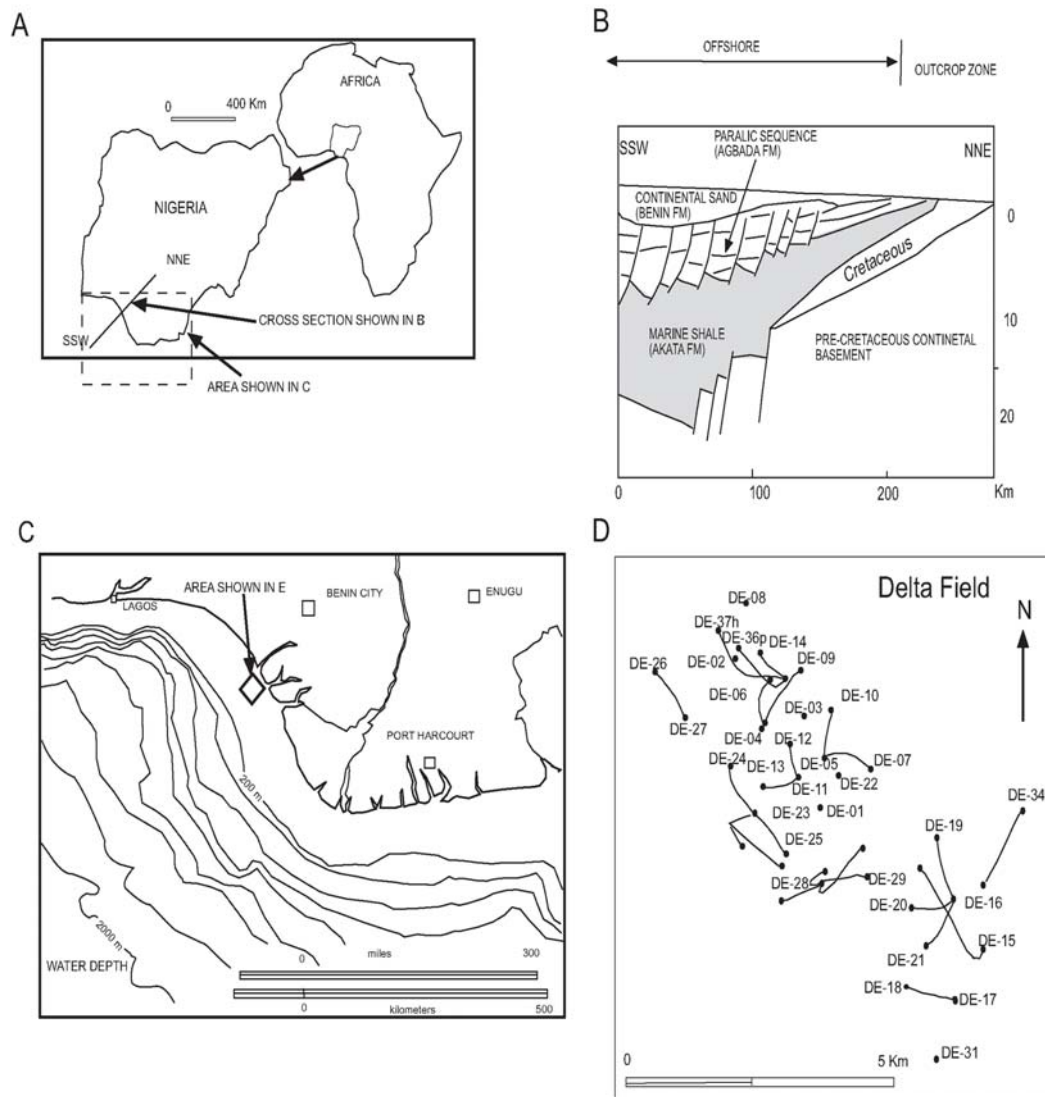 A
AFRICA
0 400 Km
NIGERIA
NNE
CROSS SECTION SHOWN IN B
SSW
AREA SHOWN IN C
B
OFFSHORE
OUTCROP ZONE
PARALIC SEQUENCE
(AGBADA FM)
SSW
NNE
CONTINENTAL SAND
(BENIN FM)
0
Cretaceous
10
MARINE SHALE
(AKATA FM)
PRE-CRETACEOUS CONTINETAL
BASEMENT
20
0 100 200 Km
C
AREA SHOWN IN E
LAGOS
BENIN CITY
ENUGU
PORT HARCOURT
200 m
2000 m
WATER DEPTH
0 miles 300
0 kilometers 500
D
Delta Field
N
DE-08
DE-37h
DE-36p
DE-14
DE-02
DE-09
DE-26
DE-06
DE-10
DE-03
DE-27
DE-04
DE-12
DE-24
DE-13
DE-05
DE-07
DE-22
DE-11
DE-23
DE-01
DE-34
DE-19
DE-25
DE-28
DE-29
DE-20
DE-16
DE-15
DE-21
DE-18
DE-17
DE-31
0 5 Km